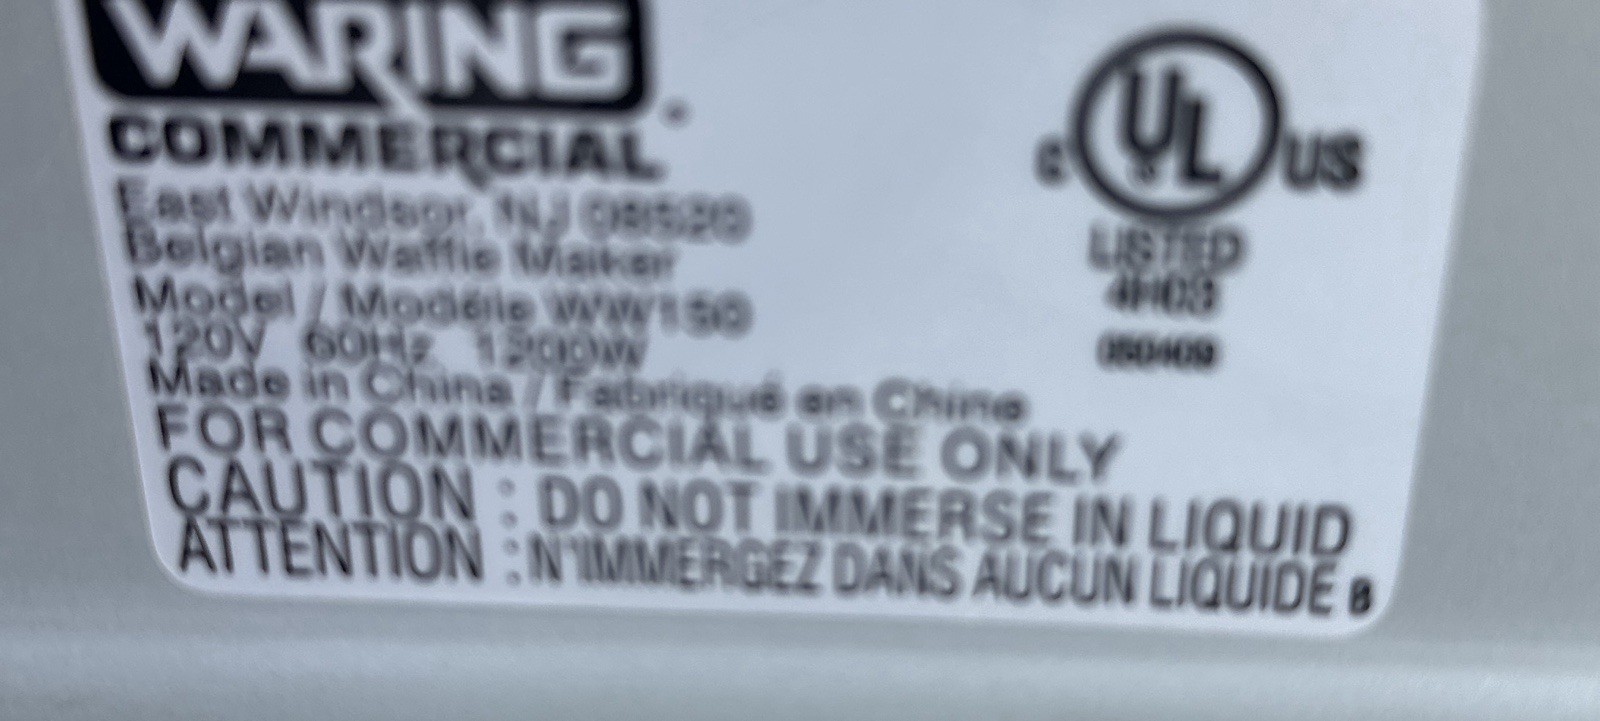 WARING
COMMERCIAL
East Windsor, NJ 08520
Belgian Waffle Maker
Model / Modèle WW150
120V 60Hz 1200W
Made in China / Fabriqué en Chine
FOR COMMERCIAL USE ONLY
CAUTION : DO NOT IMMERSE IN LIQUID
ATTENTION : N'IMMERGEZ DANS AUCUN LIQUIDE B
C UL US
LISTED
4H03